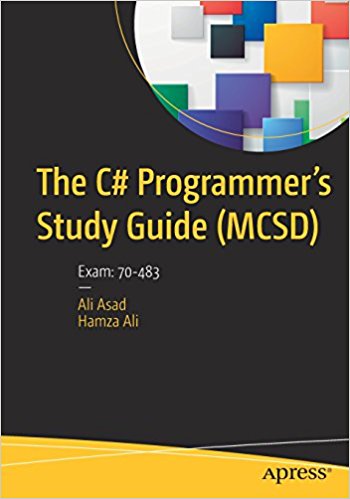 The C# Programmer's
Study Guide (MCSD)
Exam: 70-483
—
Ali Asad
Hamza Ali
Apress®